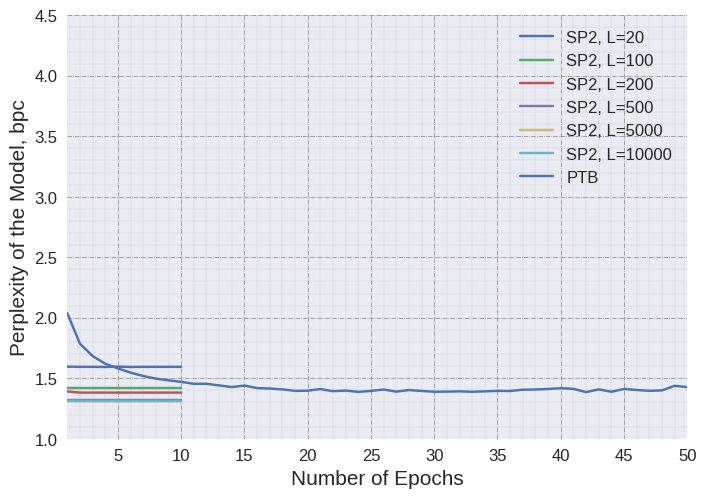 4.5
4.0
3.5
3.0
2.5
2.0
1.5
1.0
Perplexity of the Model, bpc
SP2, L=20
SP2, L=100
SP2, L=200
SP2, L=500
SP2, L=5000
SP2, L=10000
PTB
5 10 15 20 25 30 35 40 45 50
Number of Epochs